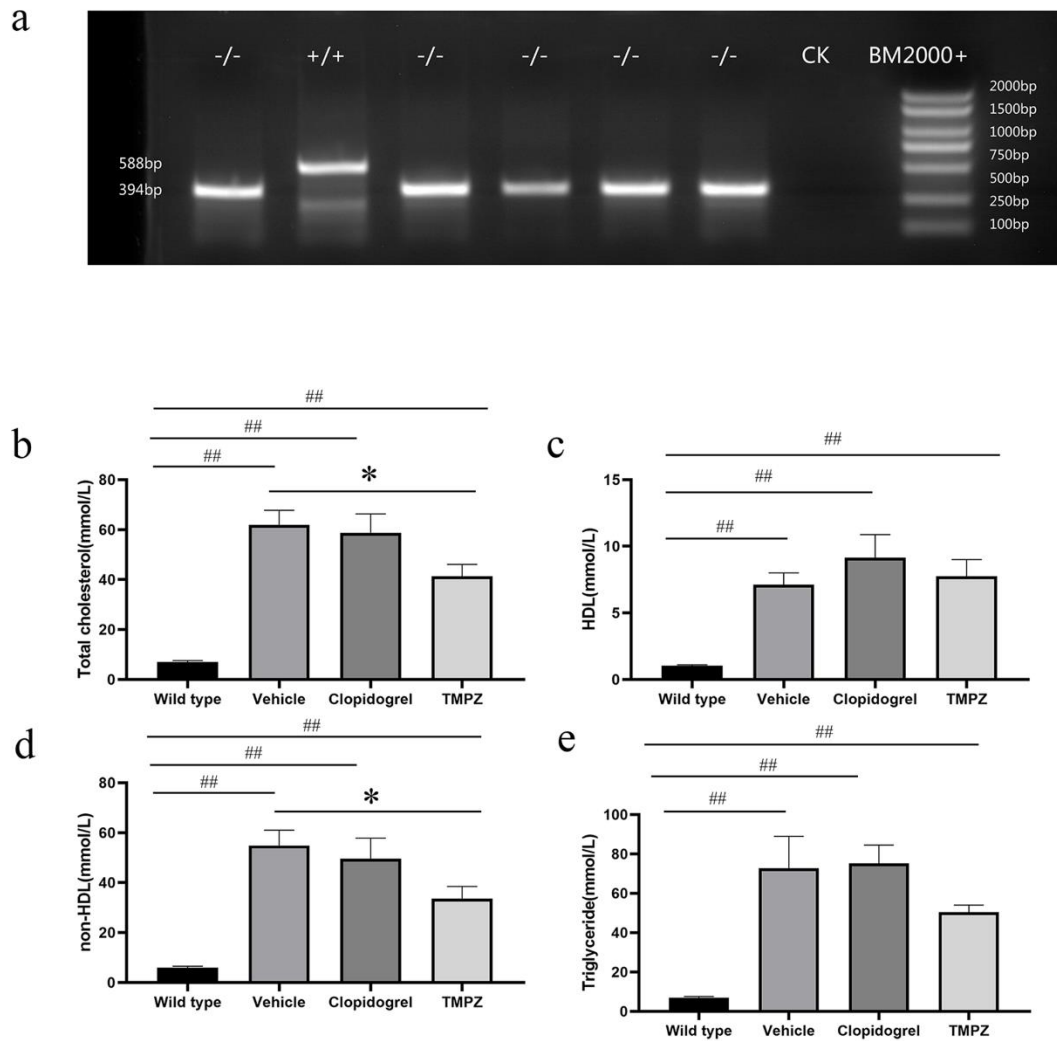 a
-/- +/+ -/- -/- -/- -/- CK BM2000+
2000bp
1500bp
1000bp
750bp
500bp
250bp
100bp
588bp
394bp
b
##
##
##
*
Total cholesterol(mmol/L)
80
60
40
20
0
Wild type Vehicle Clopidogrel TMPZ
c
##
##
##
HDL(mmol/L)
15
10
5
0
Wild type Vehicle Clopidogrel TMPZ
d
##
##
##
*
non-HDL(mmol/L)
80
60
40
20
0
Wild type Vehicle Clopidogrel TMPZ
e
##
##
##
Triglyceride(mmol/L)
100
80
60
40
20
0
Wild type Vehicle Clopidogrel TMPZ